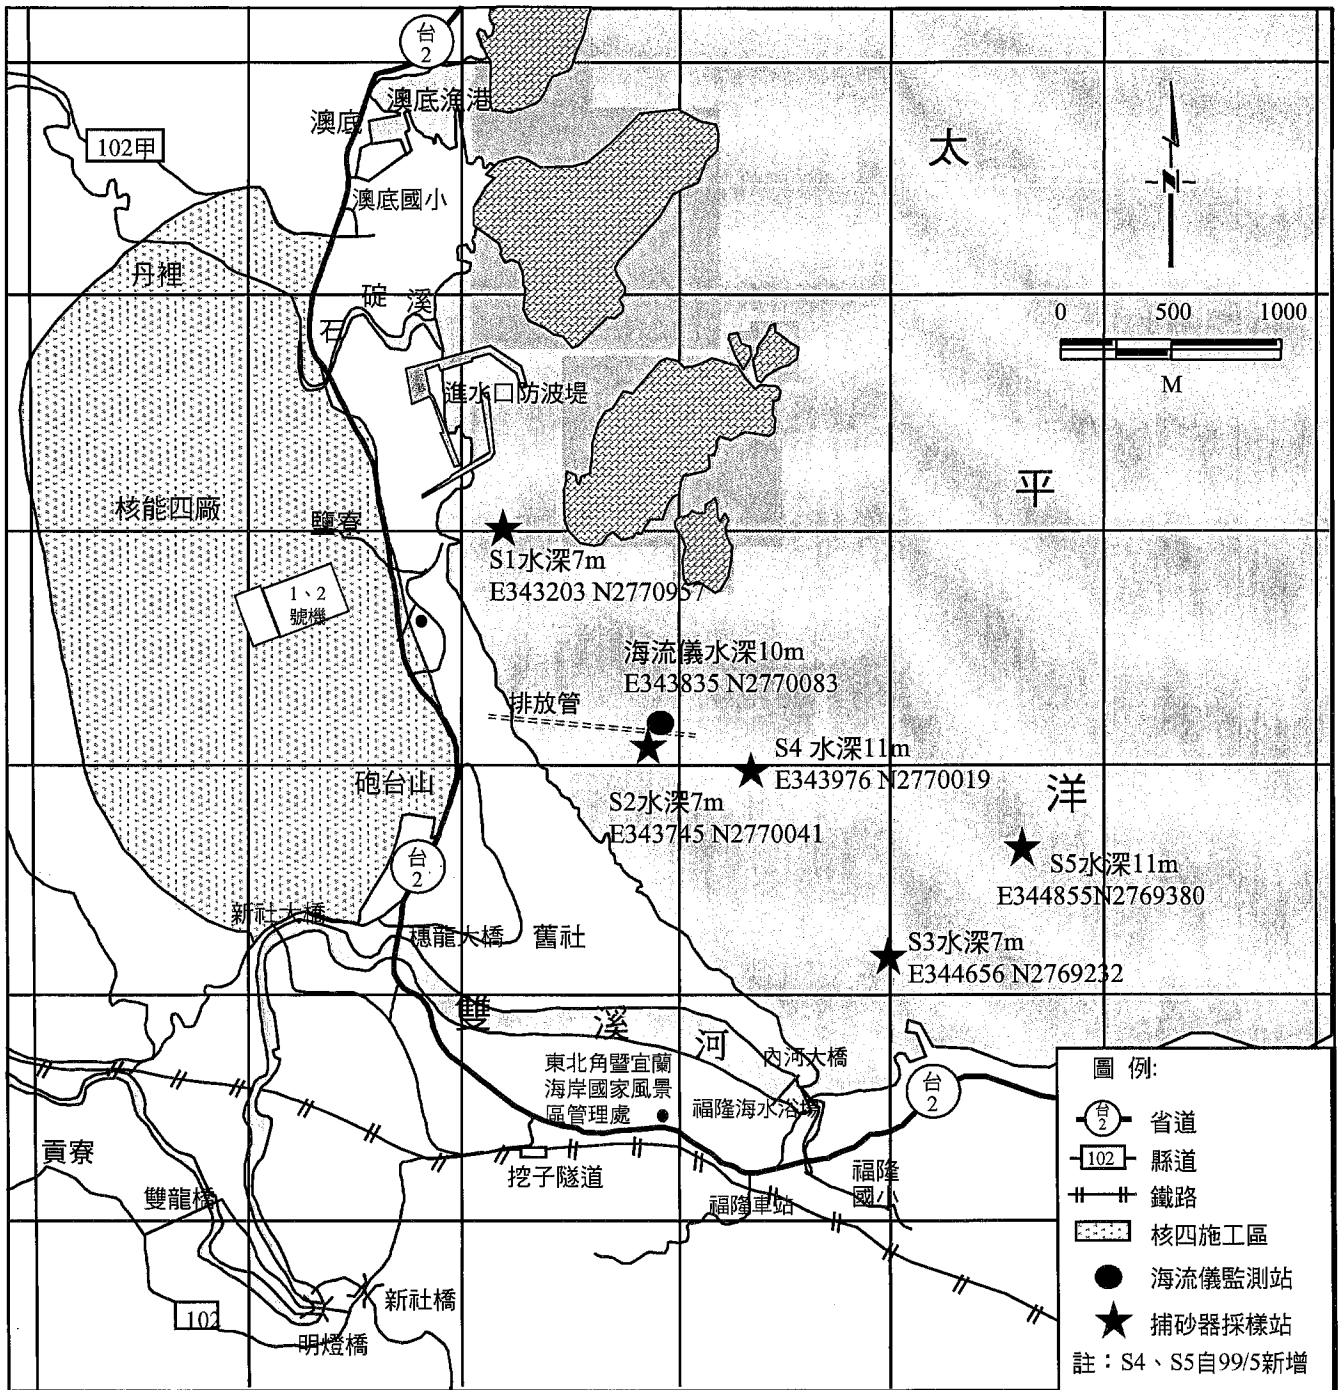 台
2
澳底漁港
澳底
102甲
太
澳底國小
N
丹裡
碇 溪
石
0 500 1000
M
進水口防波堤
平
核能四廠
鹽寮
S1水深7m
E343203 N2770957
1、2
號機
海流儀水深10m
E343835 N2770083
排放管
S4 水深11m
E343976 N2770019
砲台山
洋
S2水深7m
E343745 N2770041
台
2
S5水深11m
E344855N2769380
新社大橋
穗龍大橋
舊社
S3水深7m
E344656 N2769232
雙 溪 河
內河大橋
東北角暨宜蘭
海岸國家風景
區管理處
福隆海水浴場
台
2
貢寮
挖子隧道
福隆
國小
雙龍橋
福隆車站
新社橋
102
明燈橋
圖 例:
台
2
省道
102
縣道
鐵路
核四施工區
海流儀監測站
捕砂器採樣站
註：S4、S5自99/5新增